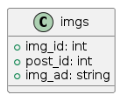 C imgs
img_id: int
post_id: int
img_ad: string